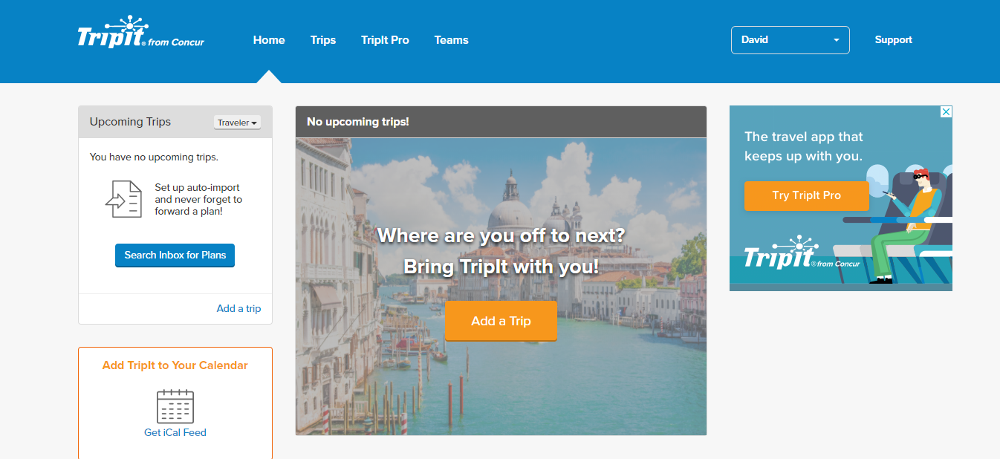 TripIt® from Concur
Home
Trips
TripIt Pro
Teams
David
Support
Upcoming Trips
Traveler
You have no upcoming trips.
Set up auto-import
and never forget to
forward a plan!
Search Inbox for Plans
Add a trip
Add TripIt to Your Calendar
Get iCal Feed
No upcoming trips!
Where are you off to next?
Bring TripIt with you!
Add a Trip
The travel app that
keeps up with you.
Try TripIt Pro
TripIt® from Concur